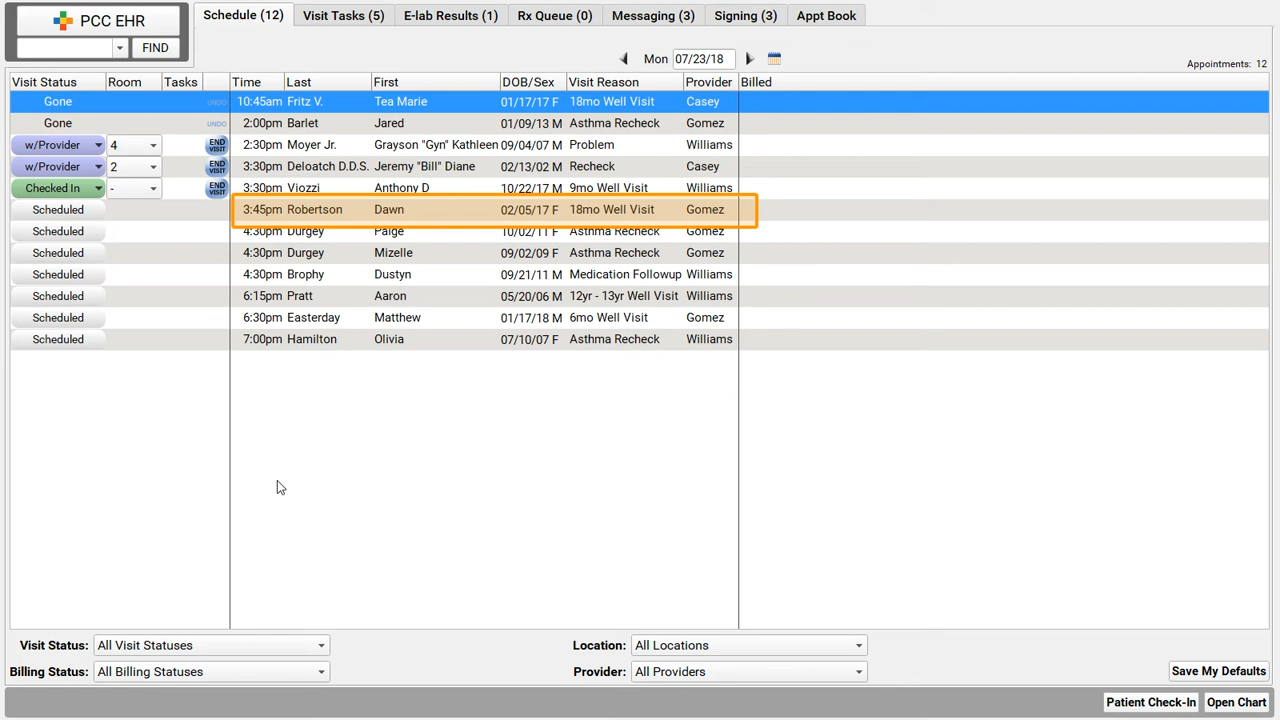 PCC EHR
FIND
Schedule (12) Visit Tasks (5) E-lab Results (1) Rx Queue (0) Messaging (3) Signing (3) Appt Book
Mon 07/23/18
Appointments: 12
Visit Status Room Tasks Time Last First DOB/Sex Visit Reason Provider Billed
Gone UNDO 10:45am Fritz V. Tea Marie 01/17/17 F 18mo Well Visit Casey
Gone UNDO 2:00pm Barlet Jared 01/09/13 M Asthma Recheck Gomez
w/Provider 4 END VISIT 2:30pm Moyer Jr. Grayson "Gyn" Kathleen 09/04/07 M Problem Williams
w/Provider 2 END VISIT 3:30pm Deloatch D.D.S. Jeremy "Bill" Diane 02/13/02 M Recheck Casey
Checked In - END VISIT 3:30pm Viozzi Anthony D 10/22/17 M 9mo Well Visit Williams
Scheduled 3:45pm Robertson Dawn 02/05/17 F 18mo Well Visit Gomez
Scheduled 4:30pm Durgey Paige 10/02/11 F Asthma Recheck Gomez
Scheduled 4:30pm Durgey Mizelle 09/02/09 F Asthma Recheck Gomez
Scheduled 4:30pm Brophy Dustyn 09/21/11 M Medication Followup Williams
Scheduled 6:15pm Pratt Aaron 05/20/06 M 12yr - 13yr Well Visit Williams
Scheduled 6:30pm Easterday Matthew 01/17/18 M 6mo Well Visit Gomez
Scheduled 7:00pm Hamilton Olivia 07/10/07 F Asthma Recheck Williams
Visit Status: All Visit Statuses Location: All Locations
Billing Status: All Billing Statuses Provider: All Providers Save My Defaults
Patient Check-In Open Chart